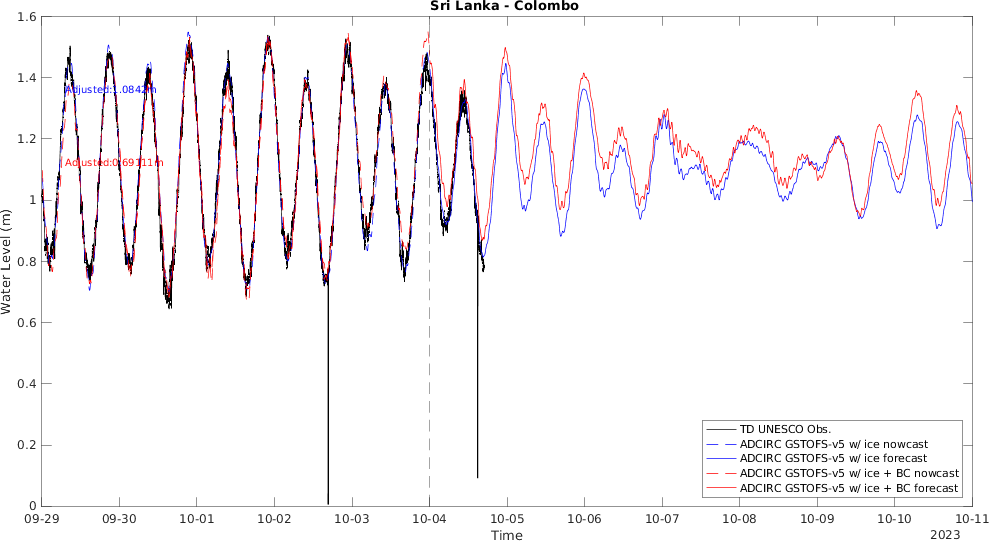 Sri Lanka - Colombo
1.6
1.4
1.2
1
0.8
0.6
0.4
0.2
0
Water Level (m)
Adjusted:1.0842m
Adjusted:0.69111m
TD UNESCO Obs.
ADCIRC GSTOFS-v5 w/ ice nowcast
ADCIRC GSTOFS-v5 w/ ice forecast
ADCIRC GSTOFS-v5 w/ ice + BC nowcast
ADCIRC GSTOFS-v5 w/ ice + BC forecast
09-29 09-30 10-01 10-02 10-03 10-04 10-05 10-06 10-07 10-08 10-09 10-10 10-11
Time
2023